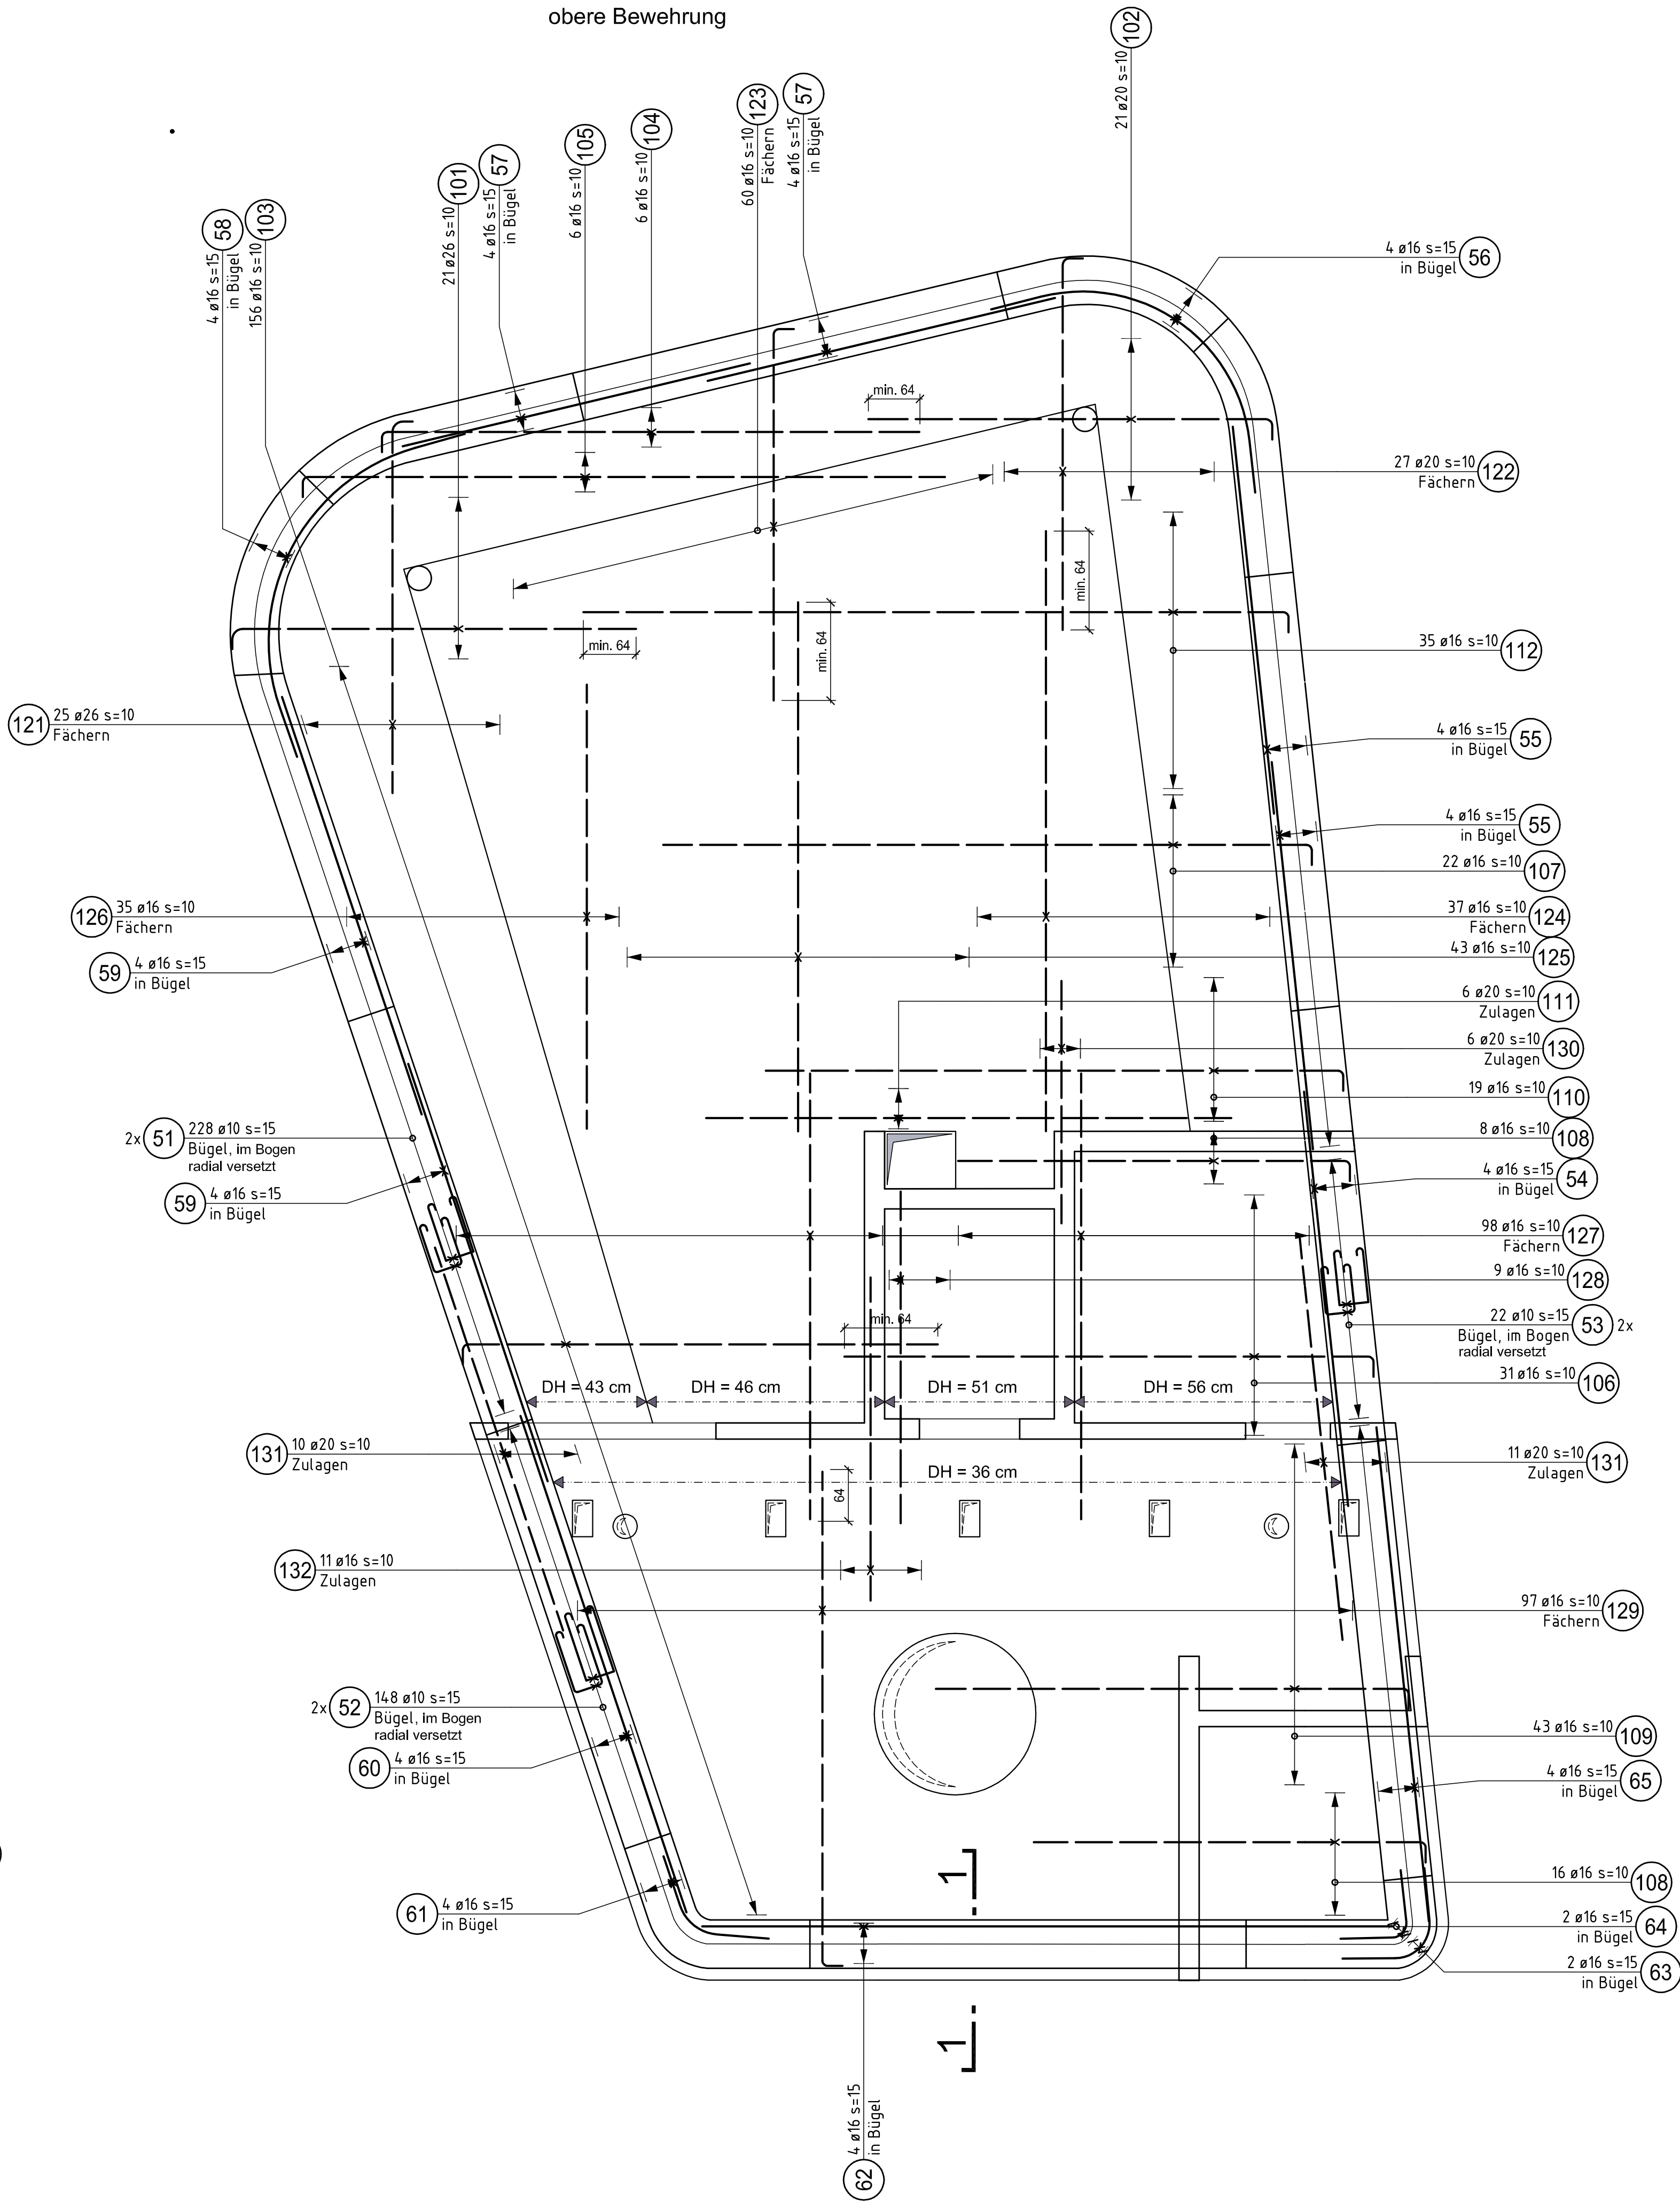 obere Bewehrung
102
21 ø20 s=10
57
4 ø16 s=15
in Bügel
123
60 ø16 s=10
Fächern
104
6 ø16 s=10
105
6 ø16 s=10
57
4 ø16 s=15
in Bügel
101
21 ø26 s=10
103
156 ø16 s=10
58
4 ø16 s=15
in Bügel
4 ø16 s=15
in Bügel
56
min. 64
27 ø20 s=10
Fächern
122
min. 64
min. 64
min. 64
35 ø16 s=10
112
121
25 ø26 s=10
Fächern
4 ø16 s=15
in Bügel
55
4 ø16 s=15
in Bügel
55
22 ø16 s=10
107
126
35 ø16 s=10
Fächern
37 ø16 s=10
Fächern
124
43 ø16 s=10
125
59
4 ø16 s=15
in Bügel
6 ø20 s=10
Zulagen
111
6 ø20 s=10
Zulagen
130
19 ø16 s=10
110
2x 51
228 ø10 s=15
Bügel, im Bogen
radial versetzt
8 ø16 s=10
108
4 ø16 s=15
in Bügel
54
59
4 ø16 s=15
in Bügel
98 ø16 s=10
Fächern
127
9 ø16 s=10
128
min. 64
22 ø10 s=15
Bügel, im Bogen
radial versetzt
53 2x
31 ø16 s=10
106
DH = 43 cm
DH = 46 cm
DH = 51 cm
DH = 56 cm
131
10 ø20 s=10
Zulagen
DH = 36 cm
11 ø20 s=10
Zulagen
131
64
132
11 ø16 s=10
Zulagen
97 ø16 s=10
Fächern
129
2x 52
148 ø10 s=15
Bügel, im Bogen
radial versetzt
43 ø16 s=10
109
60
4 ø16 s=15
in Bügel
4 ø16 s=15
in Bügel
65
1
16 ø16 s=10
108
61
4 ø16 s=15
in Bügel
2 ø16 s=15
in Bügel
64
2 ø16 s=15
in Bügel
63
1
4 ø16 s=15
in Bügel
62